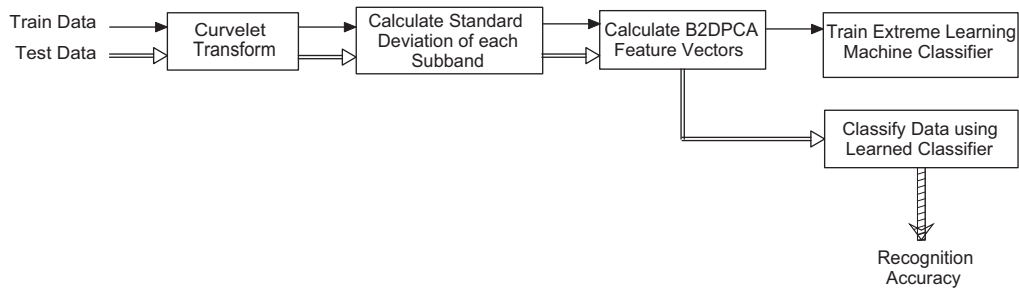 Train Data
Test Data
Curvelet
Transform
Calculate Standard
Deviation of each
Subband
Calculate B2DPCA
Feature Vectors
Train Extreme Learning
Machine Classifier
Classify Data using
Learned Classifier
Recognition
Accuracy